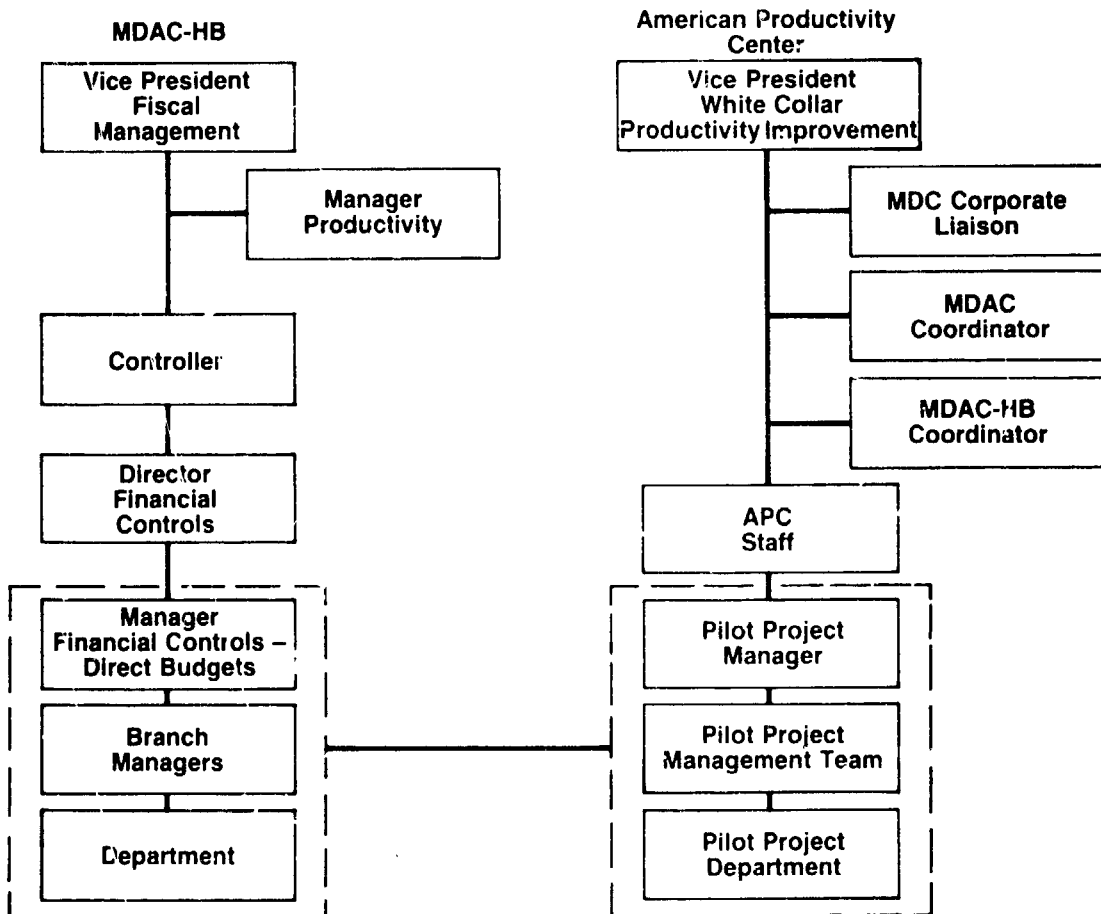 MDAC-HB
Vice President
Fiscal
Management
Manager
Productivity
Controller
Director
Financial
Controls
Manager
Financial Controls –
Direct Budgets
Branch
Managers
Department
American Productivity
Center
Vice President
White Collar
Productivity Improvement
MDC Corporate
Liaison
MDAC
Coordinator
MDAC-HB
Coordinator
APC
Staff
Pilot Project
Manager
Pilot Project
Management Team
Pilot Project
Department